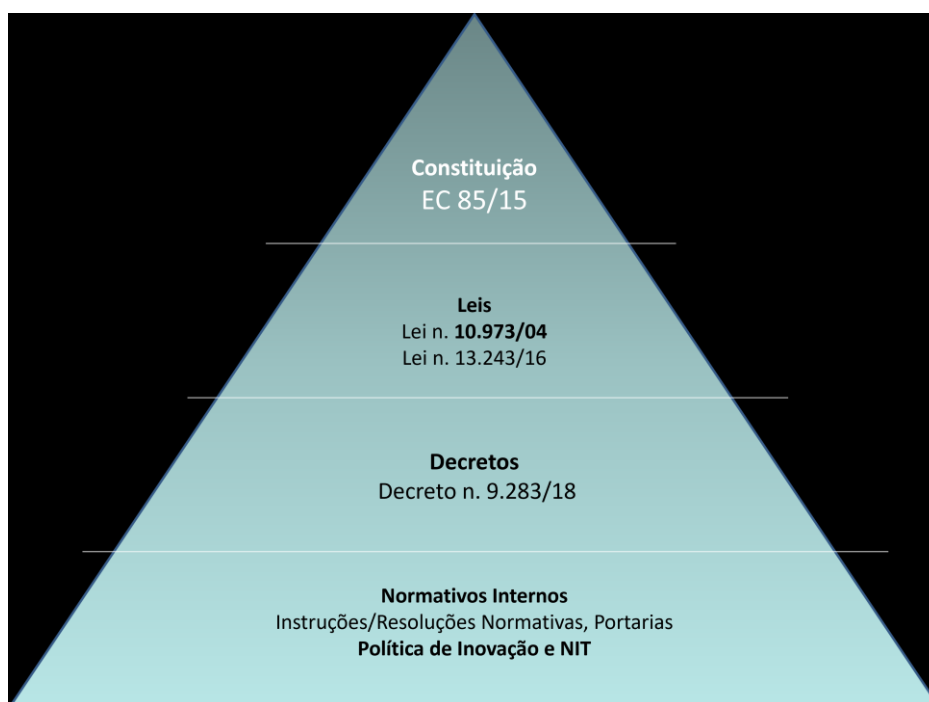 Constituição
EC 85/15
Leis
Lei n. 10.973/04
Lei n. 13.243/16
Decretos
Decreto n. 9.283/18
Normativos Internos
Instruções/Resoluções Normativas, Portarias
Política de Inovação e NIT